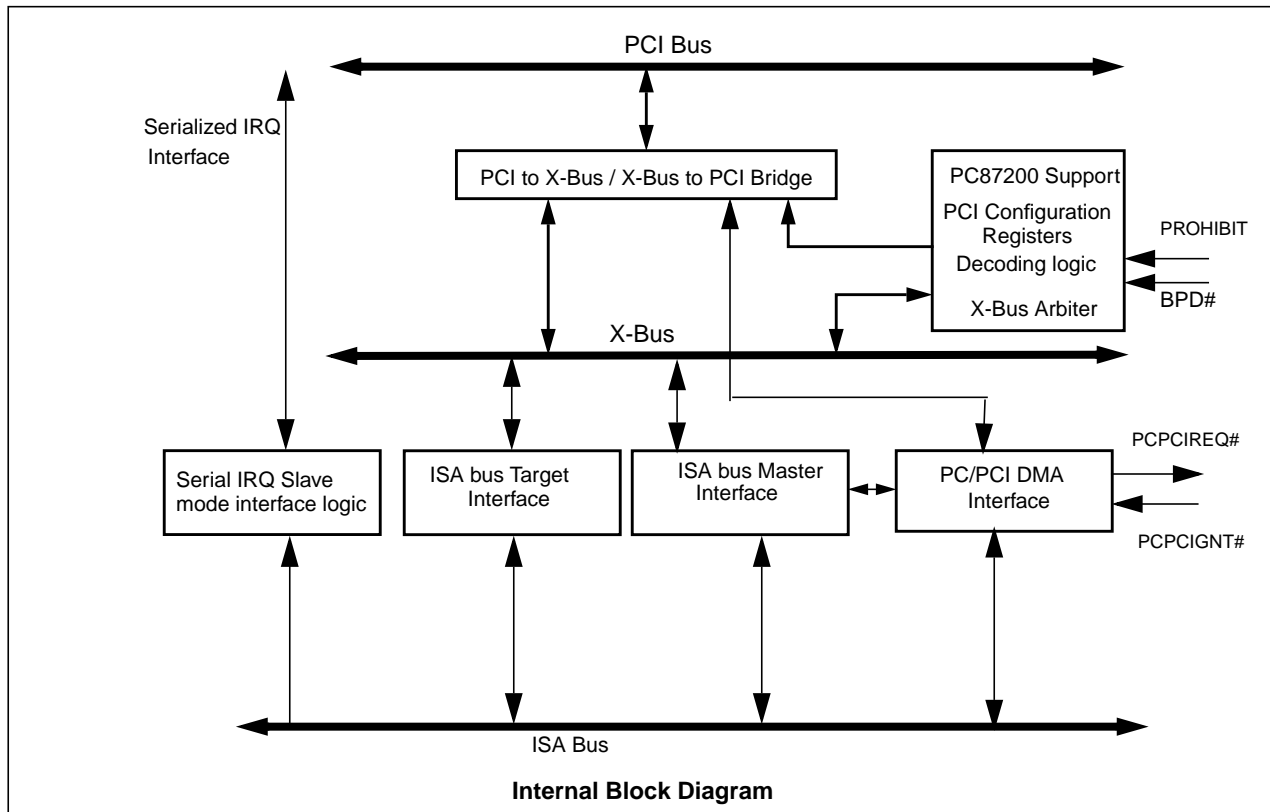 PCI Bus
Serialized IRQ
Interface
PCI to X-Bus / X-Bus to PCI Bridge
PC87200 Support
PCI Configuration
Registers
Decoding logic
X-Bus Arbiter
PROHIBIT
BPD#
X-Bus
Serial IRQ Slave
mode interface logic
ISA bus Target
Interface
ISA bus Master
Interface
PC/PCI DMA
Interface
PCPCIREQ#
PCPCIGNT#
ISA Bus
Internal Block Diagram